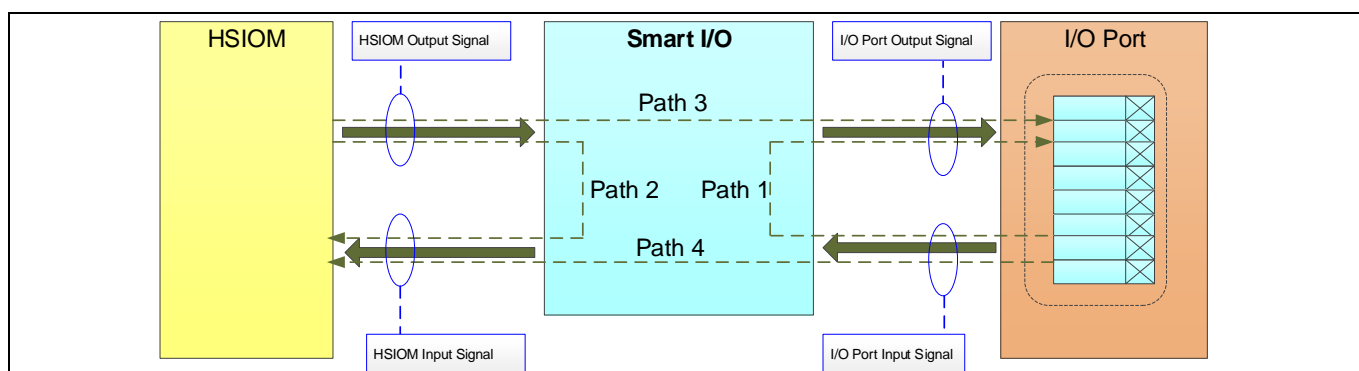 HSIOM
HSIOM Output Signal
Smart I/O
I/O Port Output Signal
I/O Port
Path 3
Path 2
Path 1
Path 4
HSIOM Input Signal
I/O Port Input Signal